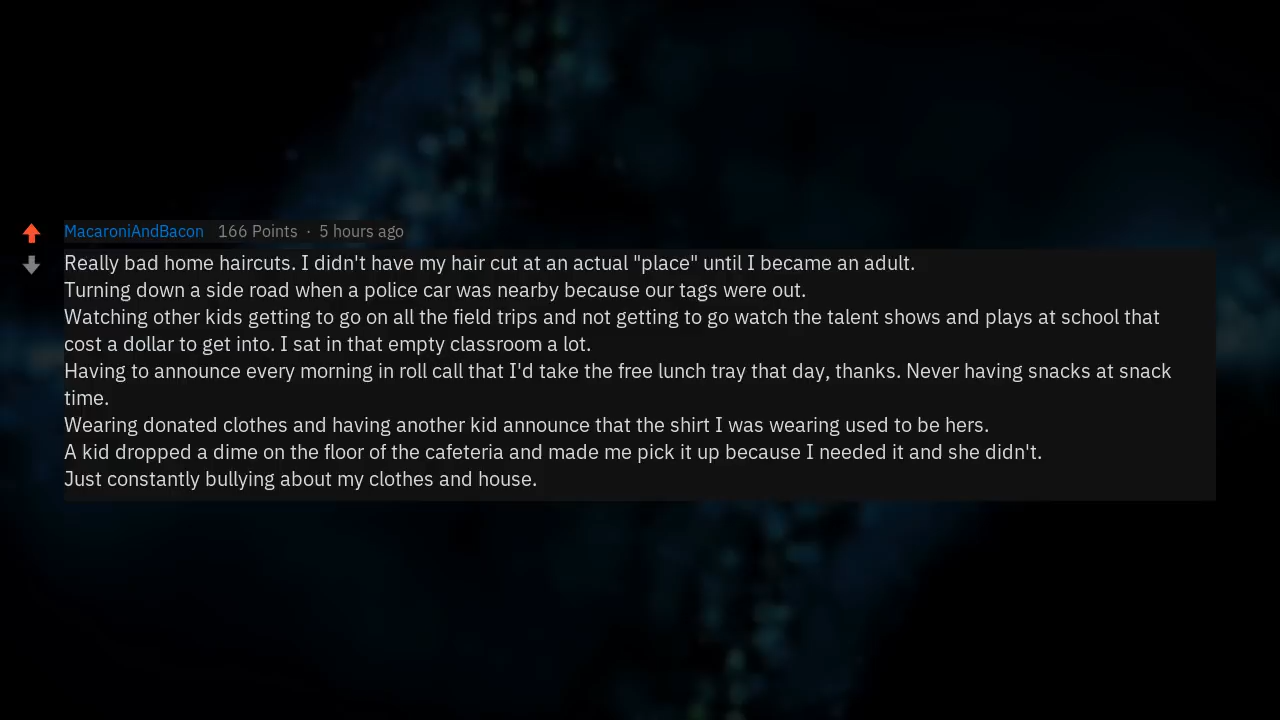 MacaroniAndBacon 166 Points · 5 hours ago
Really bad home haircuts. I didn't have my hair cut at an actual "place" until I became an adult.
Turning down a side road when a police car was nearby because our tags were out.
Watching other kids getting to go on all the field trips and not getting to go watch the talent shows and plays at school that
cost a dollar to get into. I sat in that empty classroom a lot.
Having to announce every morning in roll call that I'd take the free lunch tray that day, thanks. Never having snacks at snack
time.
Wearing donated clothes and having another kid announce that the shirt I was wearing used to be hers.
A kid dropped a dime on the floor of the cafeteria and made me pick it up because I needed it and she didn't.
Just constantly bullying about my clothes and house.